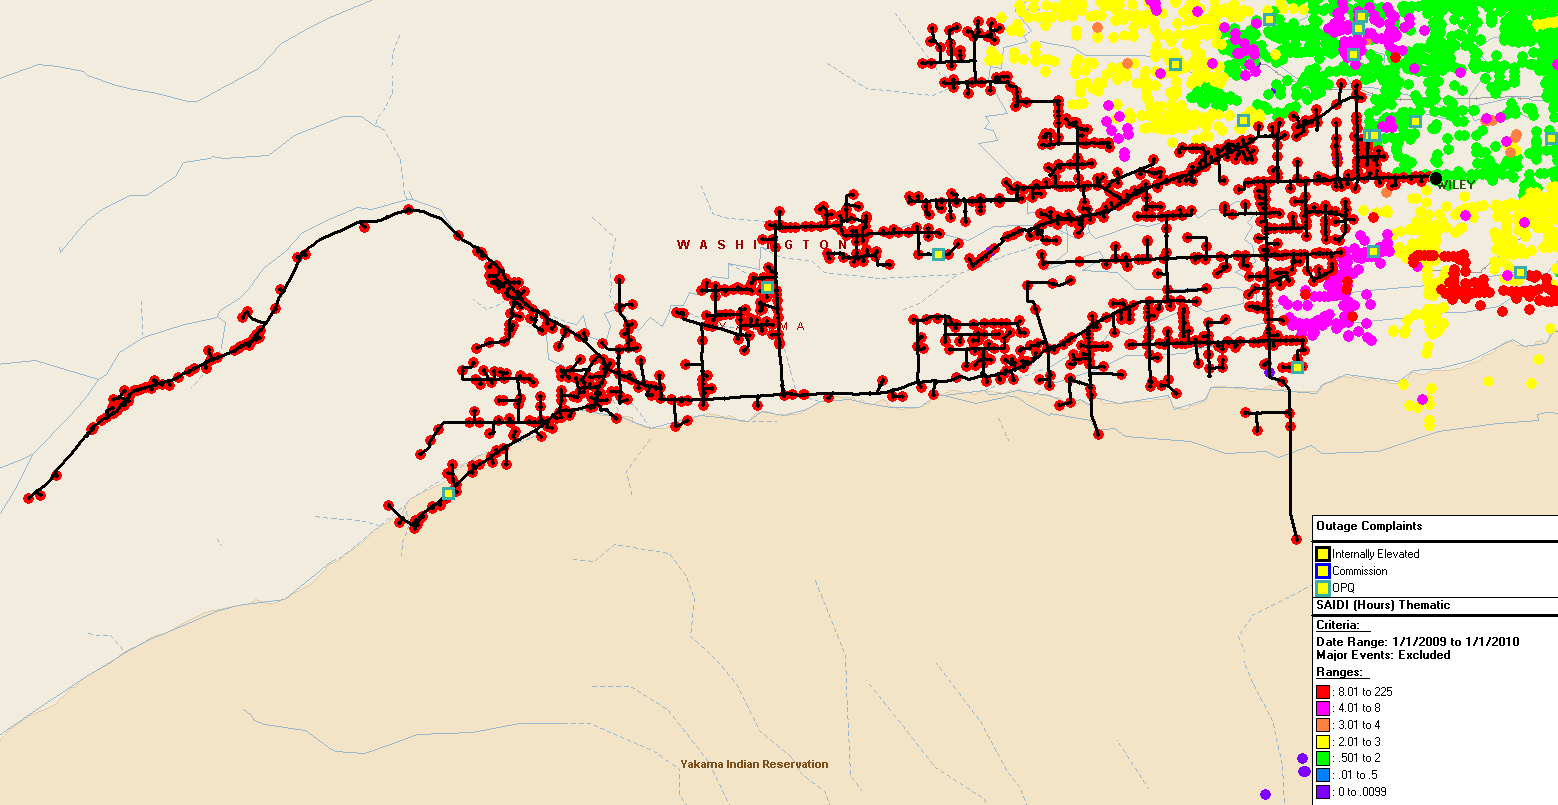 WILEY
WASHINGTON
YAKIMA
Outage Complaints
Internally Elevated
Commission
OPQ
SAIDI (Hours) Thematic
Criteria:
Date Range: 1/1/2009 to 1/1/2010
Major Events: Excluded
Ranges:
: 8.01 to 225
: 4.01 to 8
: 3.01 to 4
: 2.01 to 3
: .501 to 2
: .01 to .5
: 0 to .0099
Yakama Indian Reservation